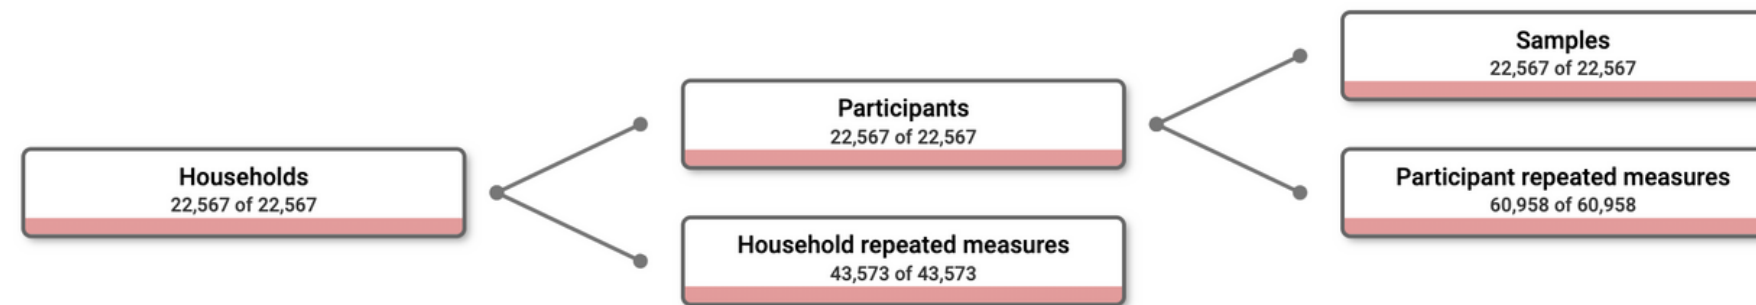 Households
22,567 of 22,567
Participants
22,567 of 22,567
Household repeated measures
43,573 of 43,573
Samples
22,567 of 22,567
Participant repeated measures
60,958 of 60,958